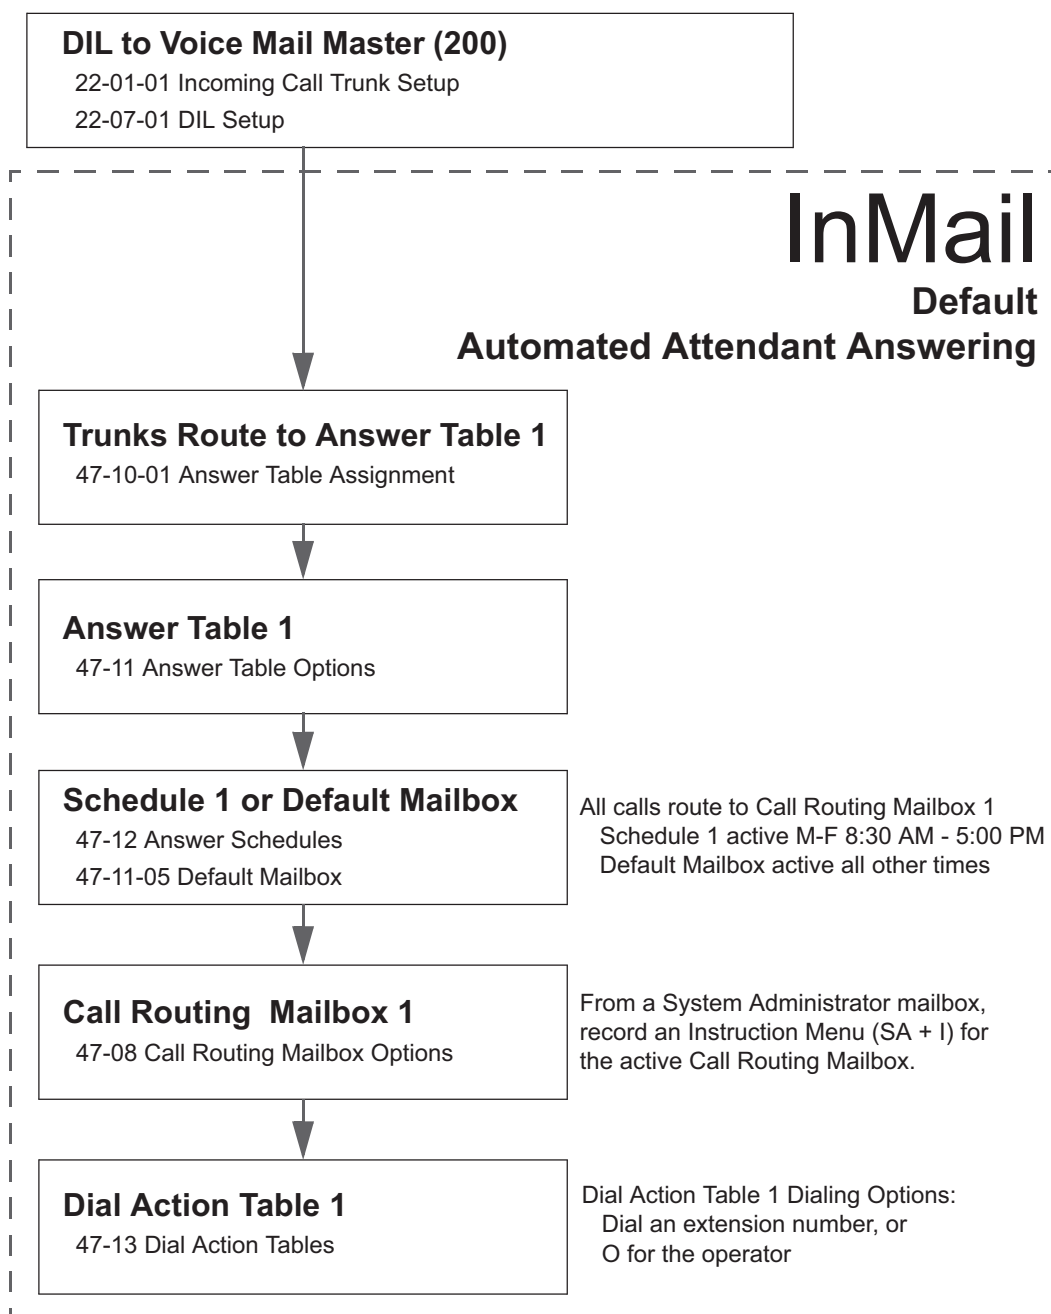 DIL to Voice Mail Master (200)
22-01-01 Incoming Call Trunk Setup
22-07-01 DIL Setup
InMail
Default
Automated Attendant Answering
Trunks Route to Answer Table 1
47-10-01 Answer Table Assignment
Answer Table 1
47-11 Answer Table Options
Schedule 1 or Default Mailbox
47-12 Answer Schedules
47-11-05 Default Mailbox
All calls route to Call Routing Mailbox 1
Schedule 1 active M-F 8:30 AM - 5:00 PM
Default Mailbox active all other times
Call Routing  Mailbox 1
47-08 Call Routing Mailbox Options
From a System Administrator mailbox,
record an Instruction Menu (SA + I) for
the active Call Routing Mailbox.
Dial Action Table 1
47-13 Dial Action Tables
Dial Action Table 1 Dialing Options:
Dial an extension number, or
O for the operator